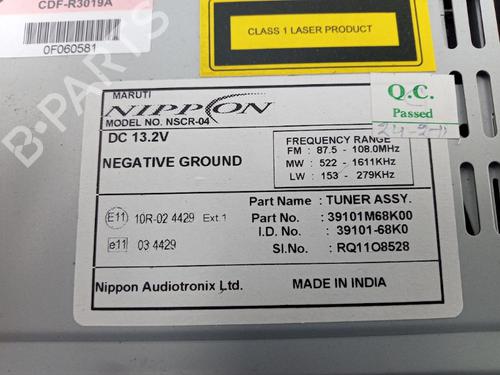 CDF-R3019A
0F060581
CLASS 1 LASER PRODUCT
Q.C.
Passed
MARUTI
NIPPON
MODEL NO. NSCR-04
DC 13.2V
NEGATIVE GROUND
FREQUENCY RANGE
FM : 87.5 - 108.0MHz
MW : 522 - 1611KHz
LW : 153 - 279KHz
E11 10R-02 4429 Ext.1
e11 03 4429
Part Name : TUNER ASSY.
Part No. : 39101M68K00
I.D. No. : 39101-68K0
SI.No. : RQ11O8528
Nippon Audiotronix Ltd.
MADE IN INDIA
B-PARTS